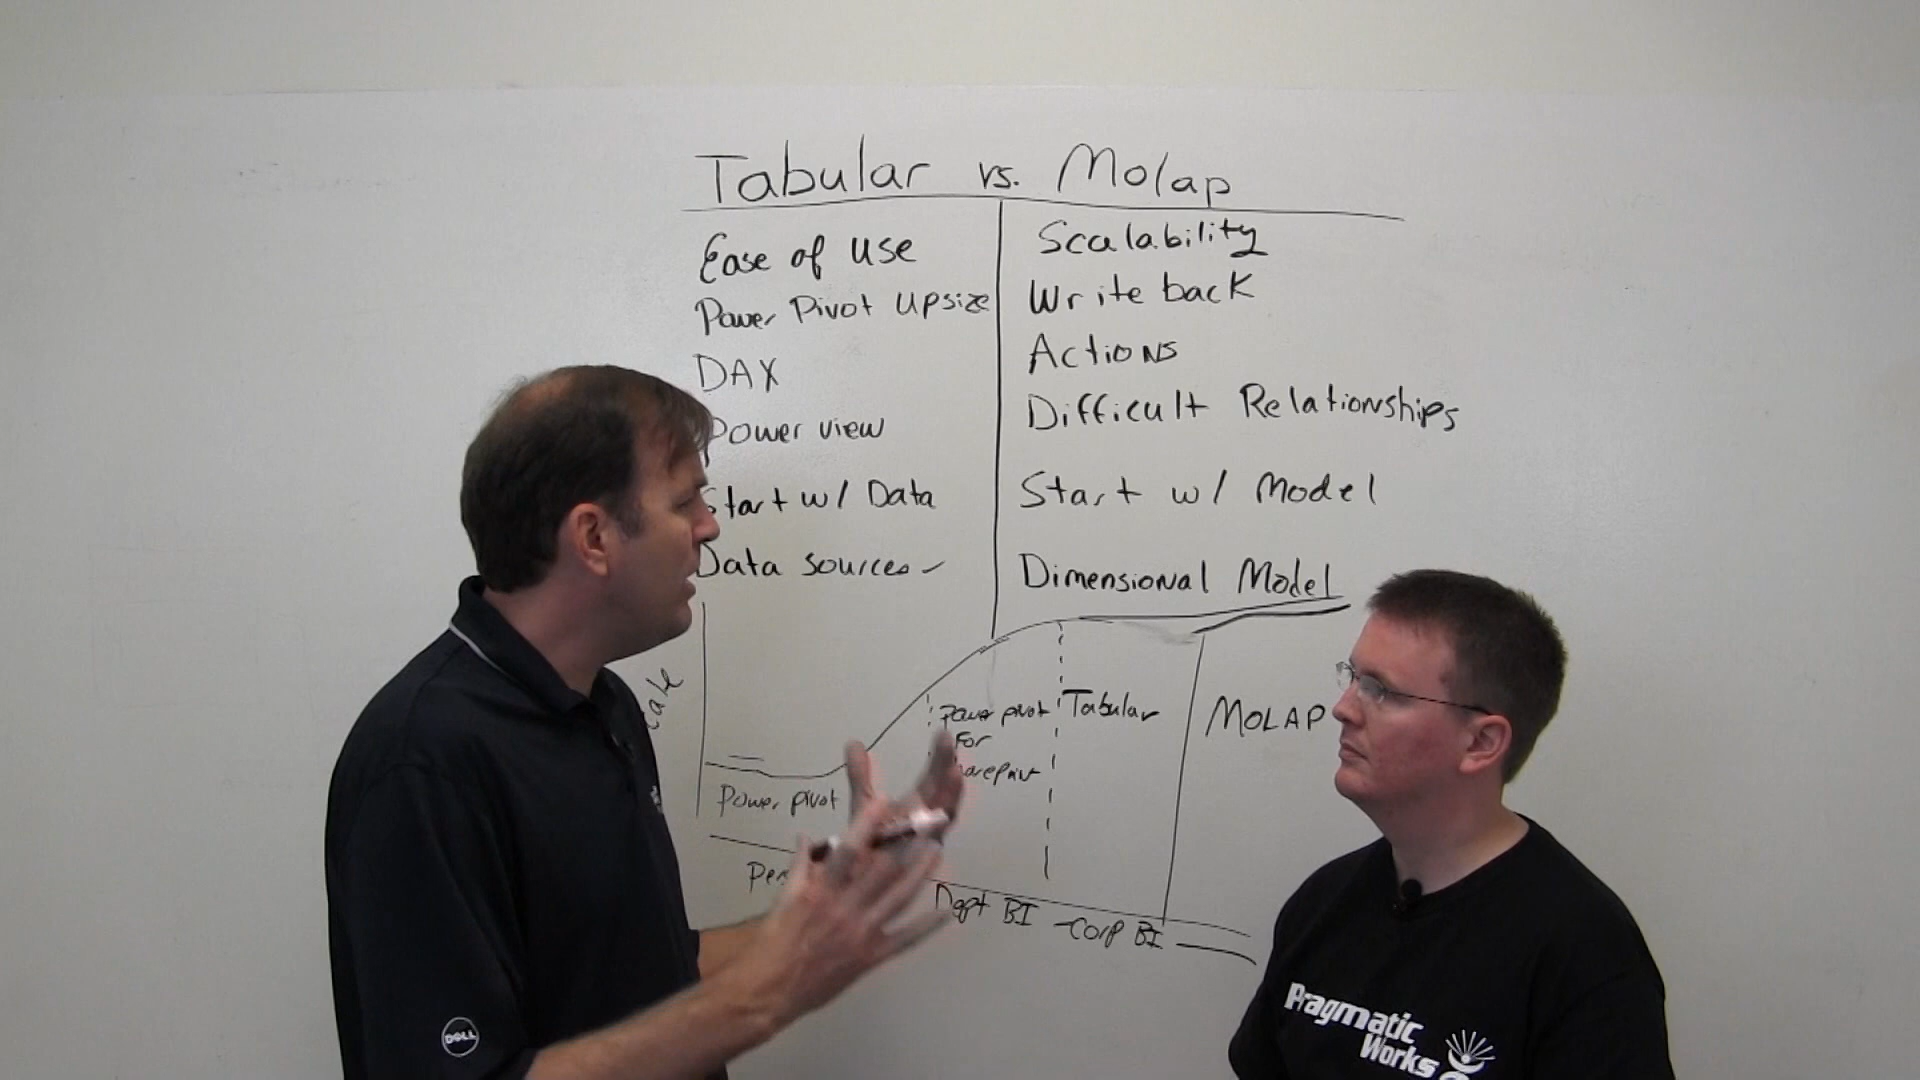 Tabular vs. Molap
Ease of Use
Power Pivot Upsize
DAX
Power view
Start w/ Data
Data sources
Scalability
Write back
Actions
Difficult Relationships
Start w/ Model
Dimensional Model
Power pivot
Power pivot
For
Tabular
MOLAP
Dept BI
Corp BI
DELL
Pragmatic
Works